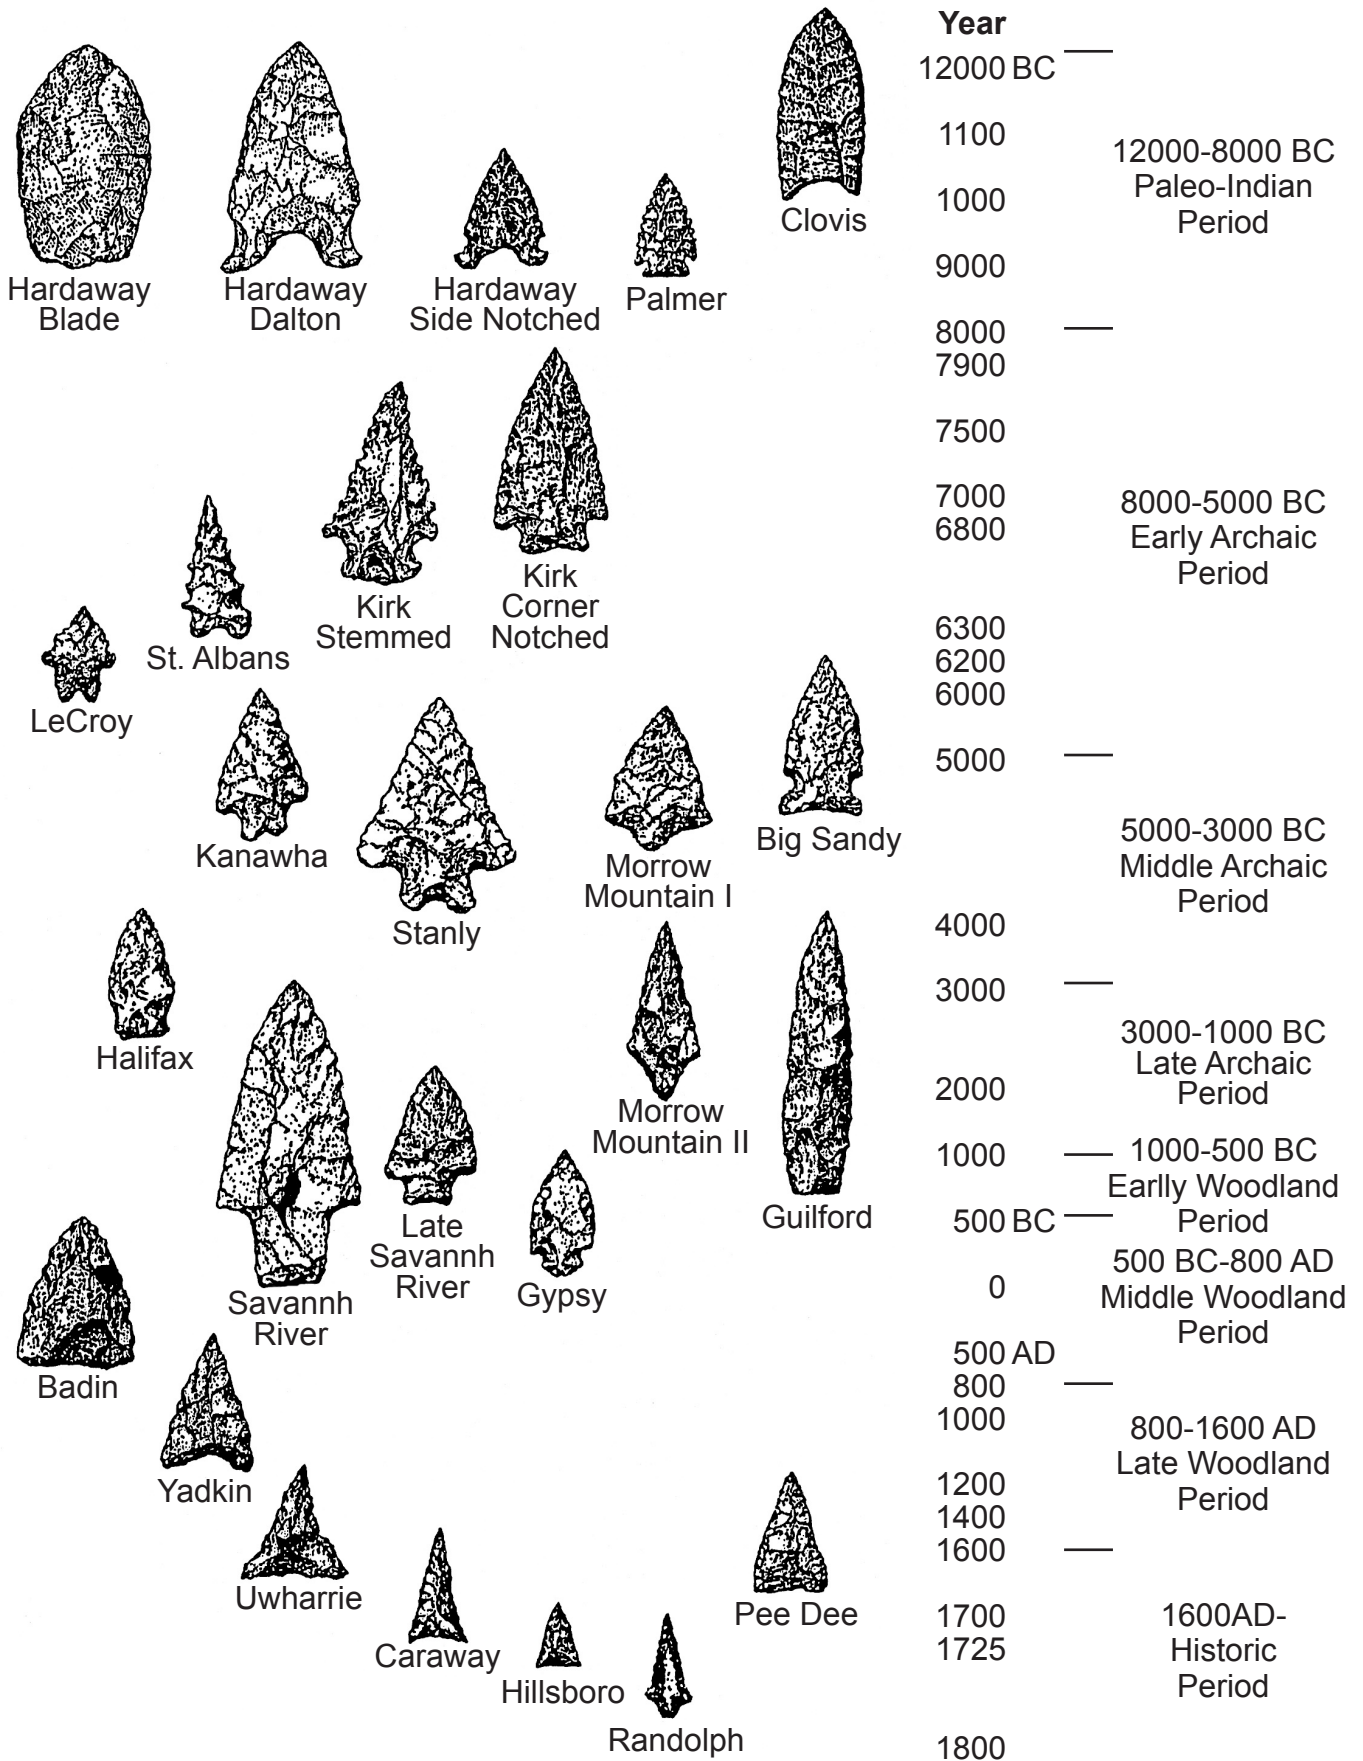 Year
12000 BC
1100
1000
9000
8000
7900
7500
7000
6800
6300
6200
6000
5000
4000
3000
2000
1000
500 BC
0
500 AD
800
1000
1200
1400
1600
1700
1725
1800
12000-8000 BC
Paleo-Indian
Period
8000-5000 BC
Early Archaic
Period
5000-3000 BC
Middle Archaic
Period
3000-1000 BC
Late Archaic
Period
1000-500 BC
Earlly Woodland
Period
500 BC-800 AD
Middle Woodland
Period
800-1600 AD
Late Woodland
Period
1600AD-
Historic
Period
Clovis
Hardaway
Blade
Hardaway
Dalton
Hardaway
Side Notched
Palmer
Kirk
Stemmed
Kirk
Corner
Notched
St. Albans
LeCroy
Kanawha
Stanly
Morrow
Mountain I
Big Sandy
Halifax
Savannh
River
Late
Savannh
River
Gypsy
Morrow
Mountain II
Guilford
Badin
Yadkin
Uwharrie
Caraway
Hillsboro
Randolph
Pee Dee